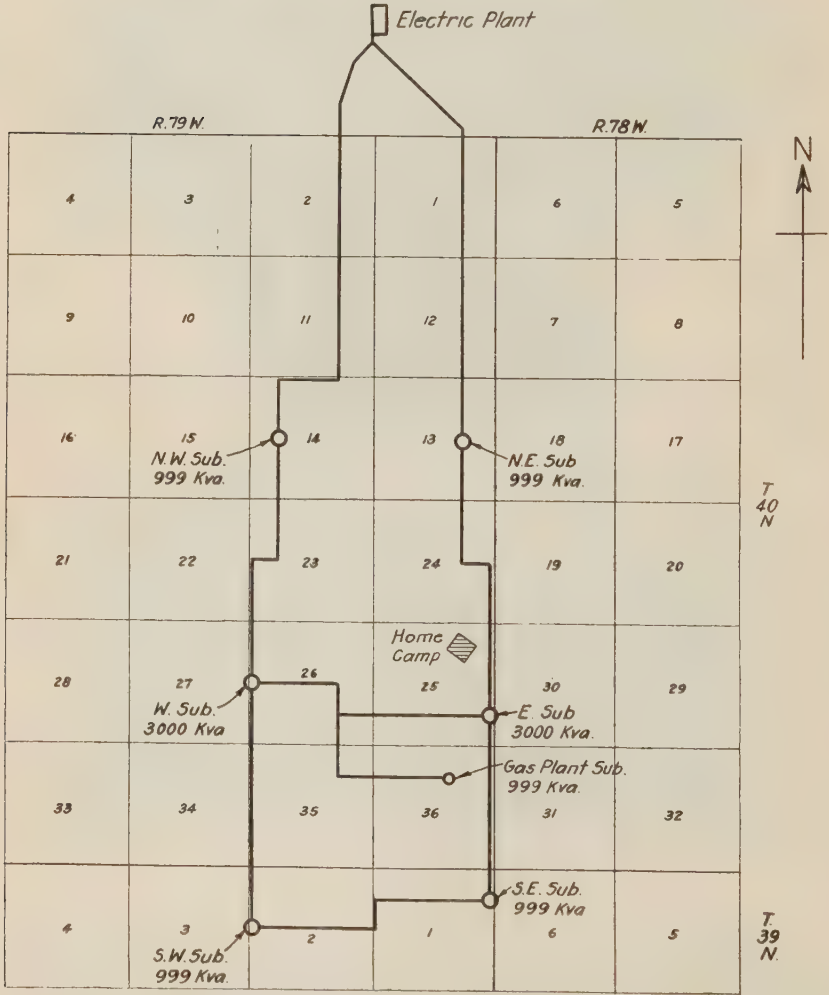 Electric Plant
R.79 W.
R.78 W.
N
4 3 2 1 6 5
9 10 11 12 7 8
16 15 14 13 18 17
N.W. Sub.
999 Kva.
N.E. Sub
999 Kva.
T
40
N
21 22 23 24 19 20
Home
Camp
28 27 26 25 30 29
W. Sub.
3000 Kva
E. Sub
3000 Kva.
Gas Plant Sub.
999 Kva.
33 34 35 36 31 32
S.E. Sub.
999 Kva
4 3 2 1 6 5
S.W. Sub.
999 Kva.
T.
39
N.